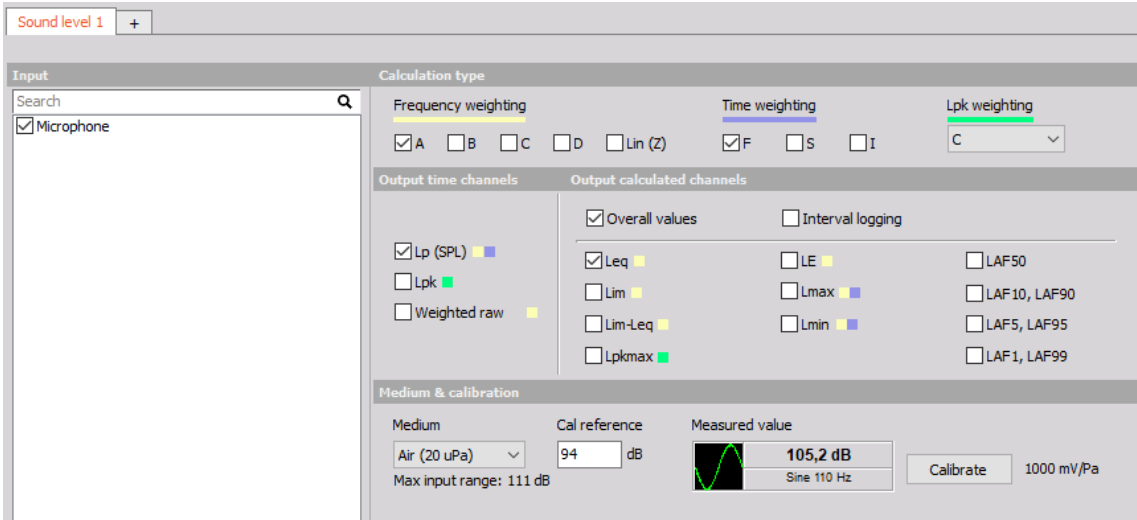 Sound level 1 +
Input
Search
Microphone
Calculation type
Frequency weighting Time weighting Lpk weighting
A B C D Lin (Z) F S I C
Output time channels Output calculated channels
Overall values Interval logging
Lp (SPL)
Lpk
Weighted raw
Leq LE LAF50
Lim Lmax LAF10, LAF90
Lim-Leq Lmin LAF5, LAF95
Lpkmax LAF1, LAF99
Medium & calibration
Medium Cal reference Measured value
Air (20 uPa) 94 dB 105,2 dB Calibrate 1000 mV/Pa
Sine 110 Hz
Max input range: 111 dB